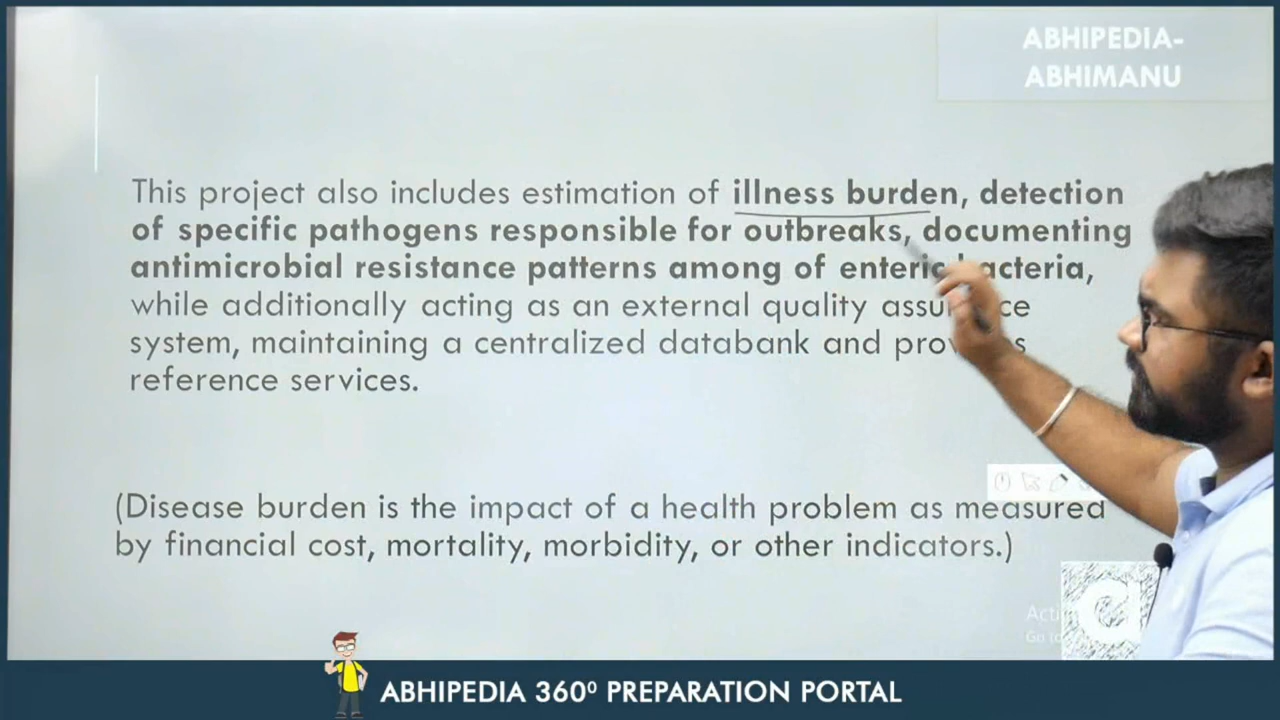 ABHIPEDIA-
ABHIMANU
This project also includes estimation of illness burden, detection
of specific pathogens responsible for outbreaks, documenting
antimicrobial resistance patterns among of enteric
while additionally acting as an external quality
system, maintaining a centralized databank and
reference services.
(Disease burden is the impact of a health problem as measured
by financial cost, mortality, morbidity, or other indicators.)
ABHIPEDIA 360⁰ PREPARATION PORTAL